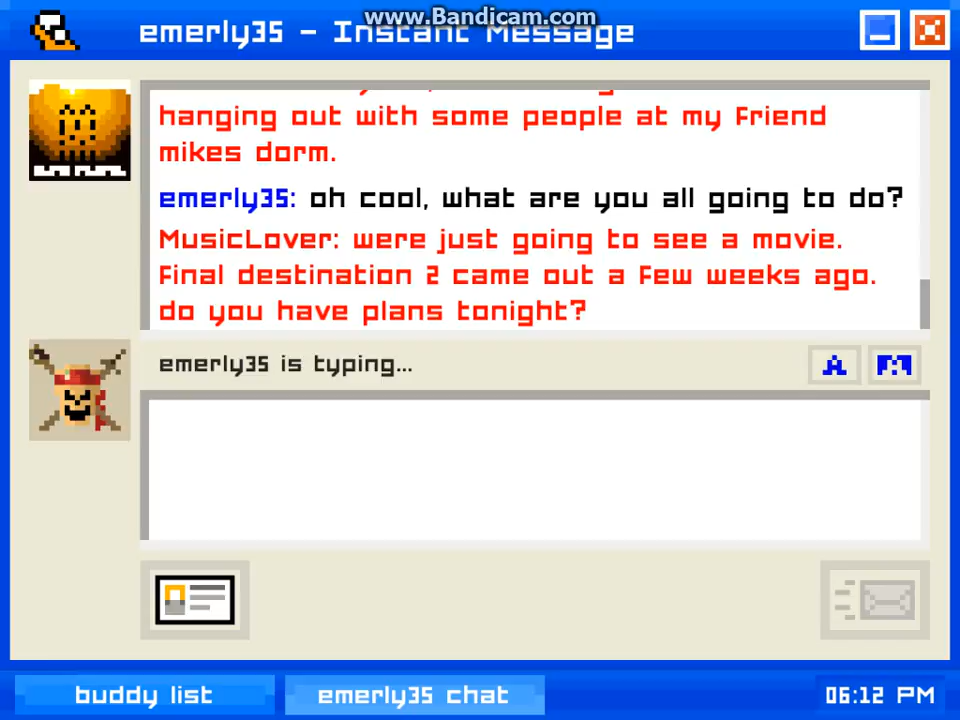 www.Bandicam.com
emerly35 - Instant Message
hanging out with some people at my Friend
mikes dorm.
emerly35: oh cool, what are you all going to do?
MusicLover: were just going to see a movie.
Final destination 2 came out a Few weeks ago.
do you have plans tonight?
emerly35 is typing...
A
buddy list
emerly35 chat
06:12 PM